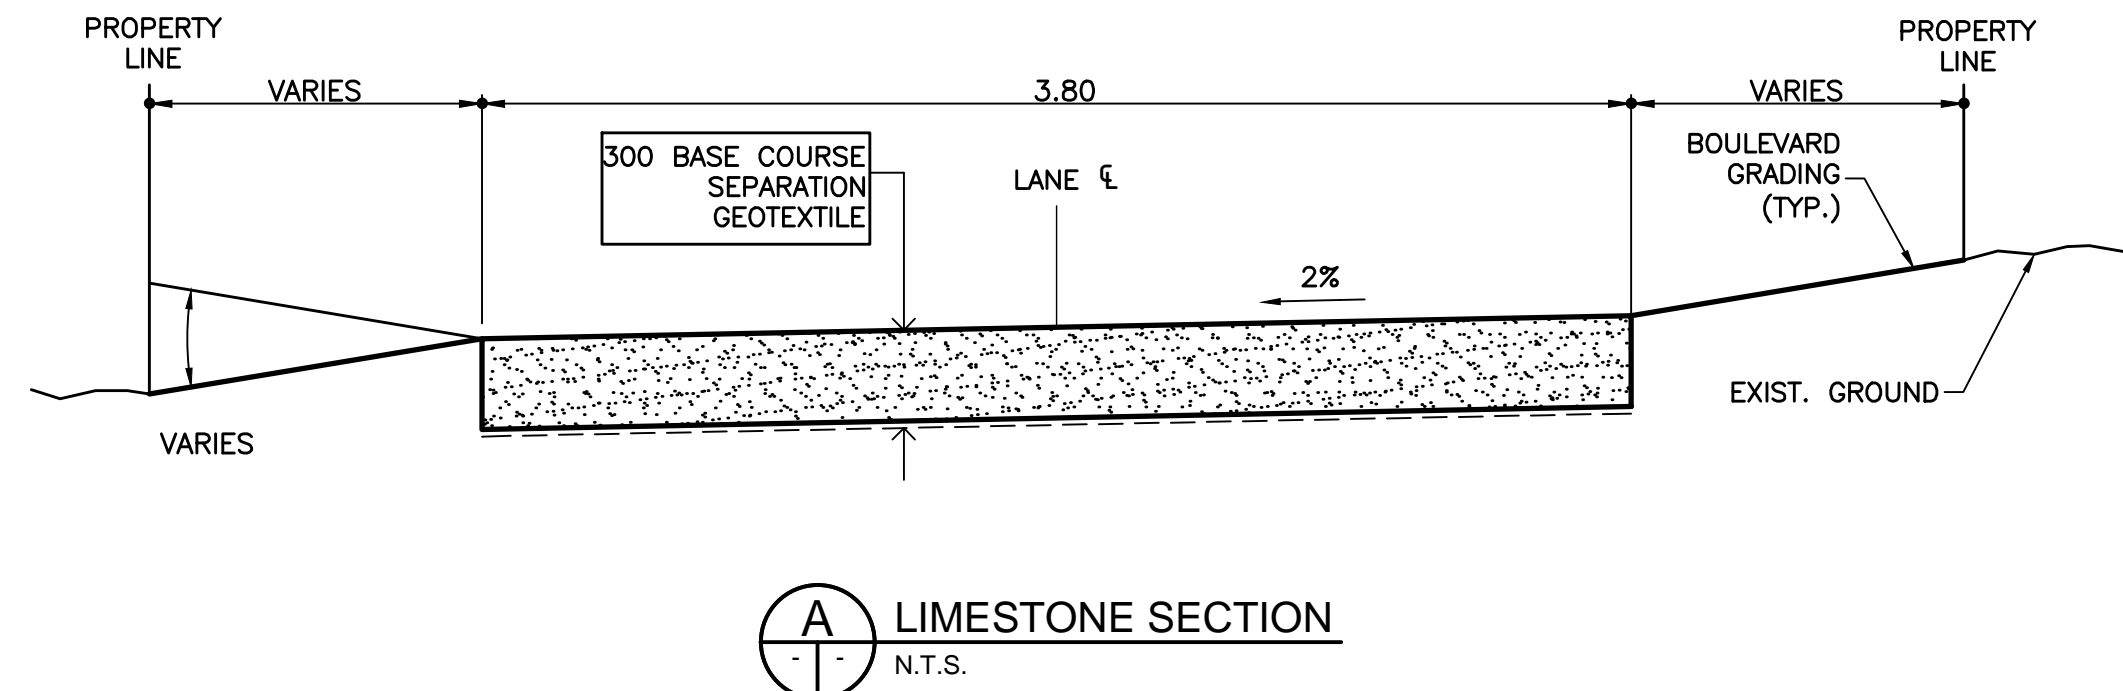 PROPERTY
LINE
PROPERTY
LINE
VARIES
3.80
VARIES
300 BASE COURSE
SEPARATION
GEOTEXTILE
LANE ℄
BOULEVARD
GRADING
(TYP.)
2%
EXIST. GROUND
VARIES
A
- -
LIMESTONE SECTION
N.T.S.